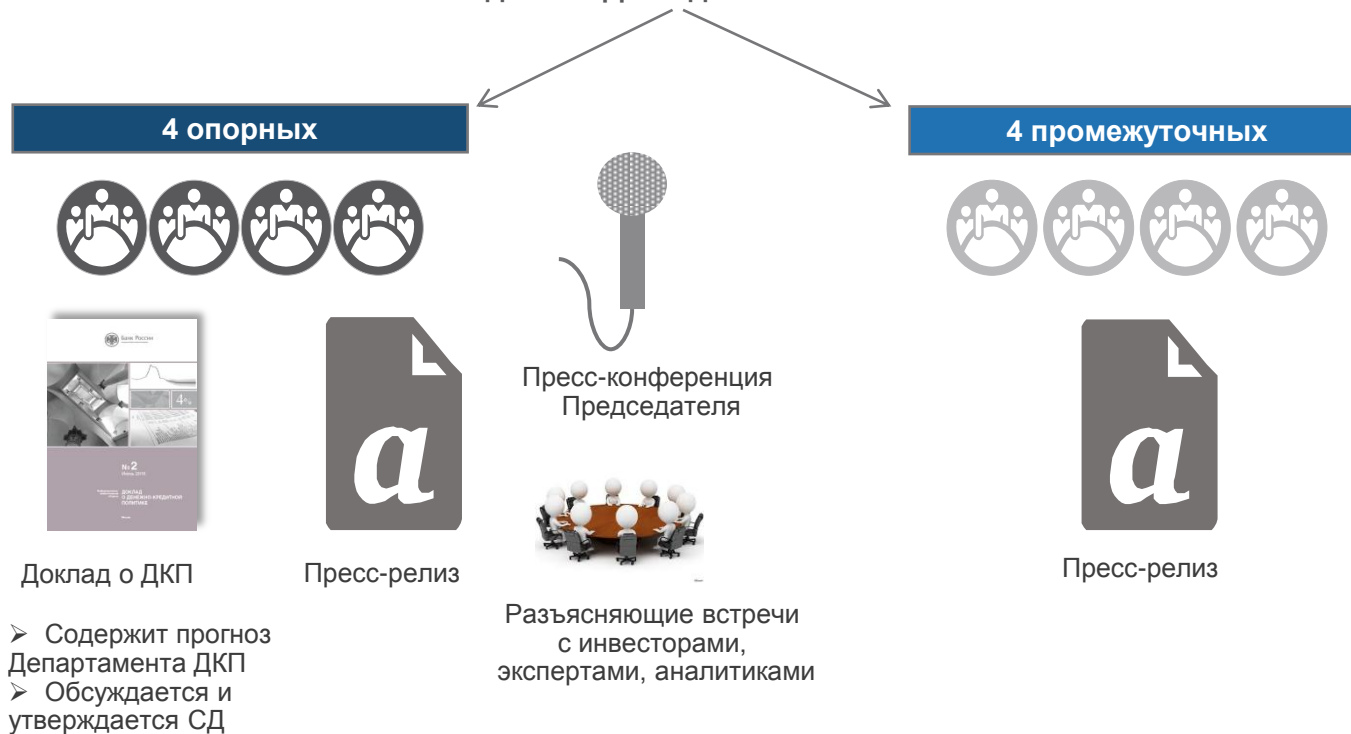 4 опорных
4 промежуточных
Банк России
4%
№ 2
ДОКЛАД
О ДЕНЕЖНО-КРЕДИТНОЙ
ПОЛИТИКЕ
a
a
Пресс-конференция
Председателя
Доклад о ДКП
Пресс-релиз
Пресс-релиз
➢ Содержит прогноз
Департамента ДКП
➢ Обсуждается и
утверждается СД
Разъясняющие встречи
с инвесторами,
экспертами, аналитиками